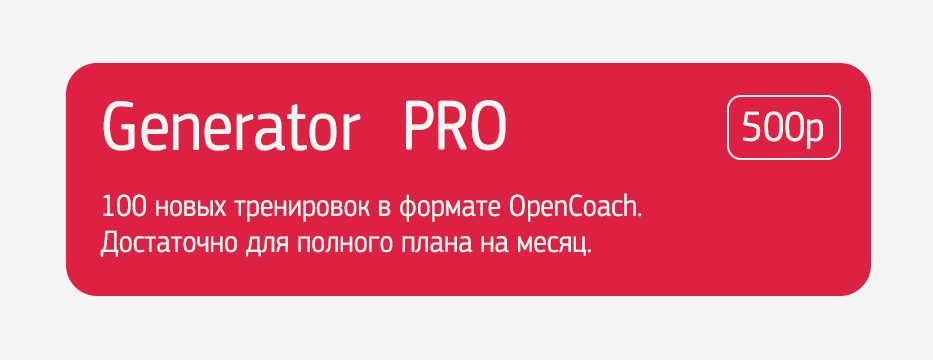 Generator PRO
500р
100 новых тренировок в формате OpenCoach.
Достаточно для полного плана на месяц.